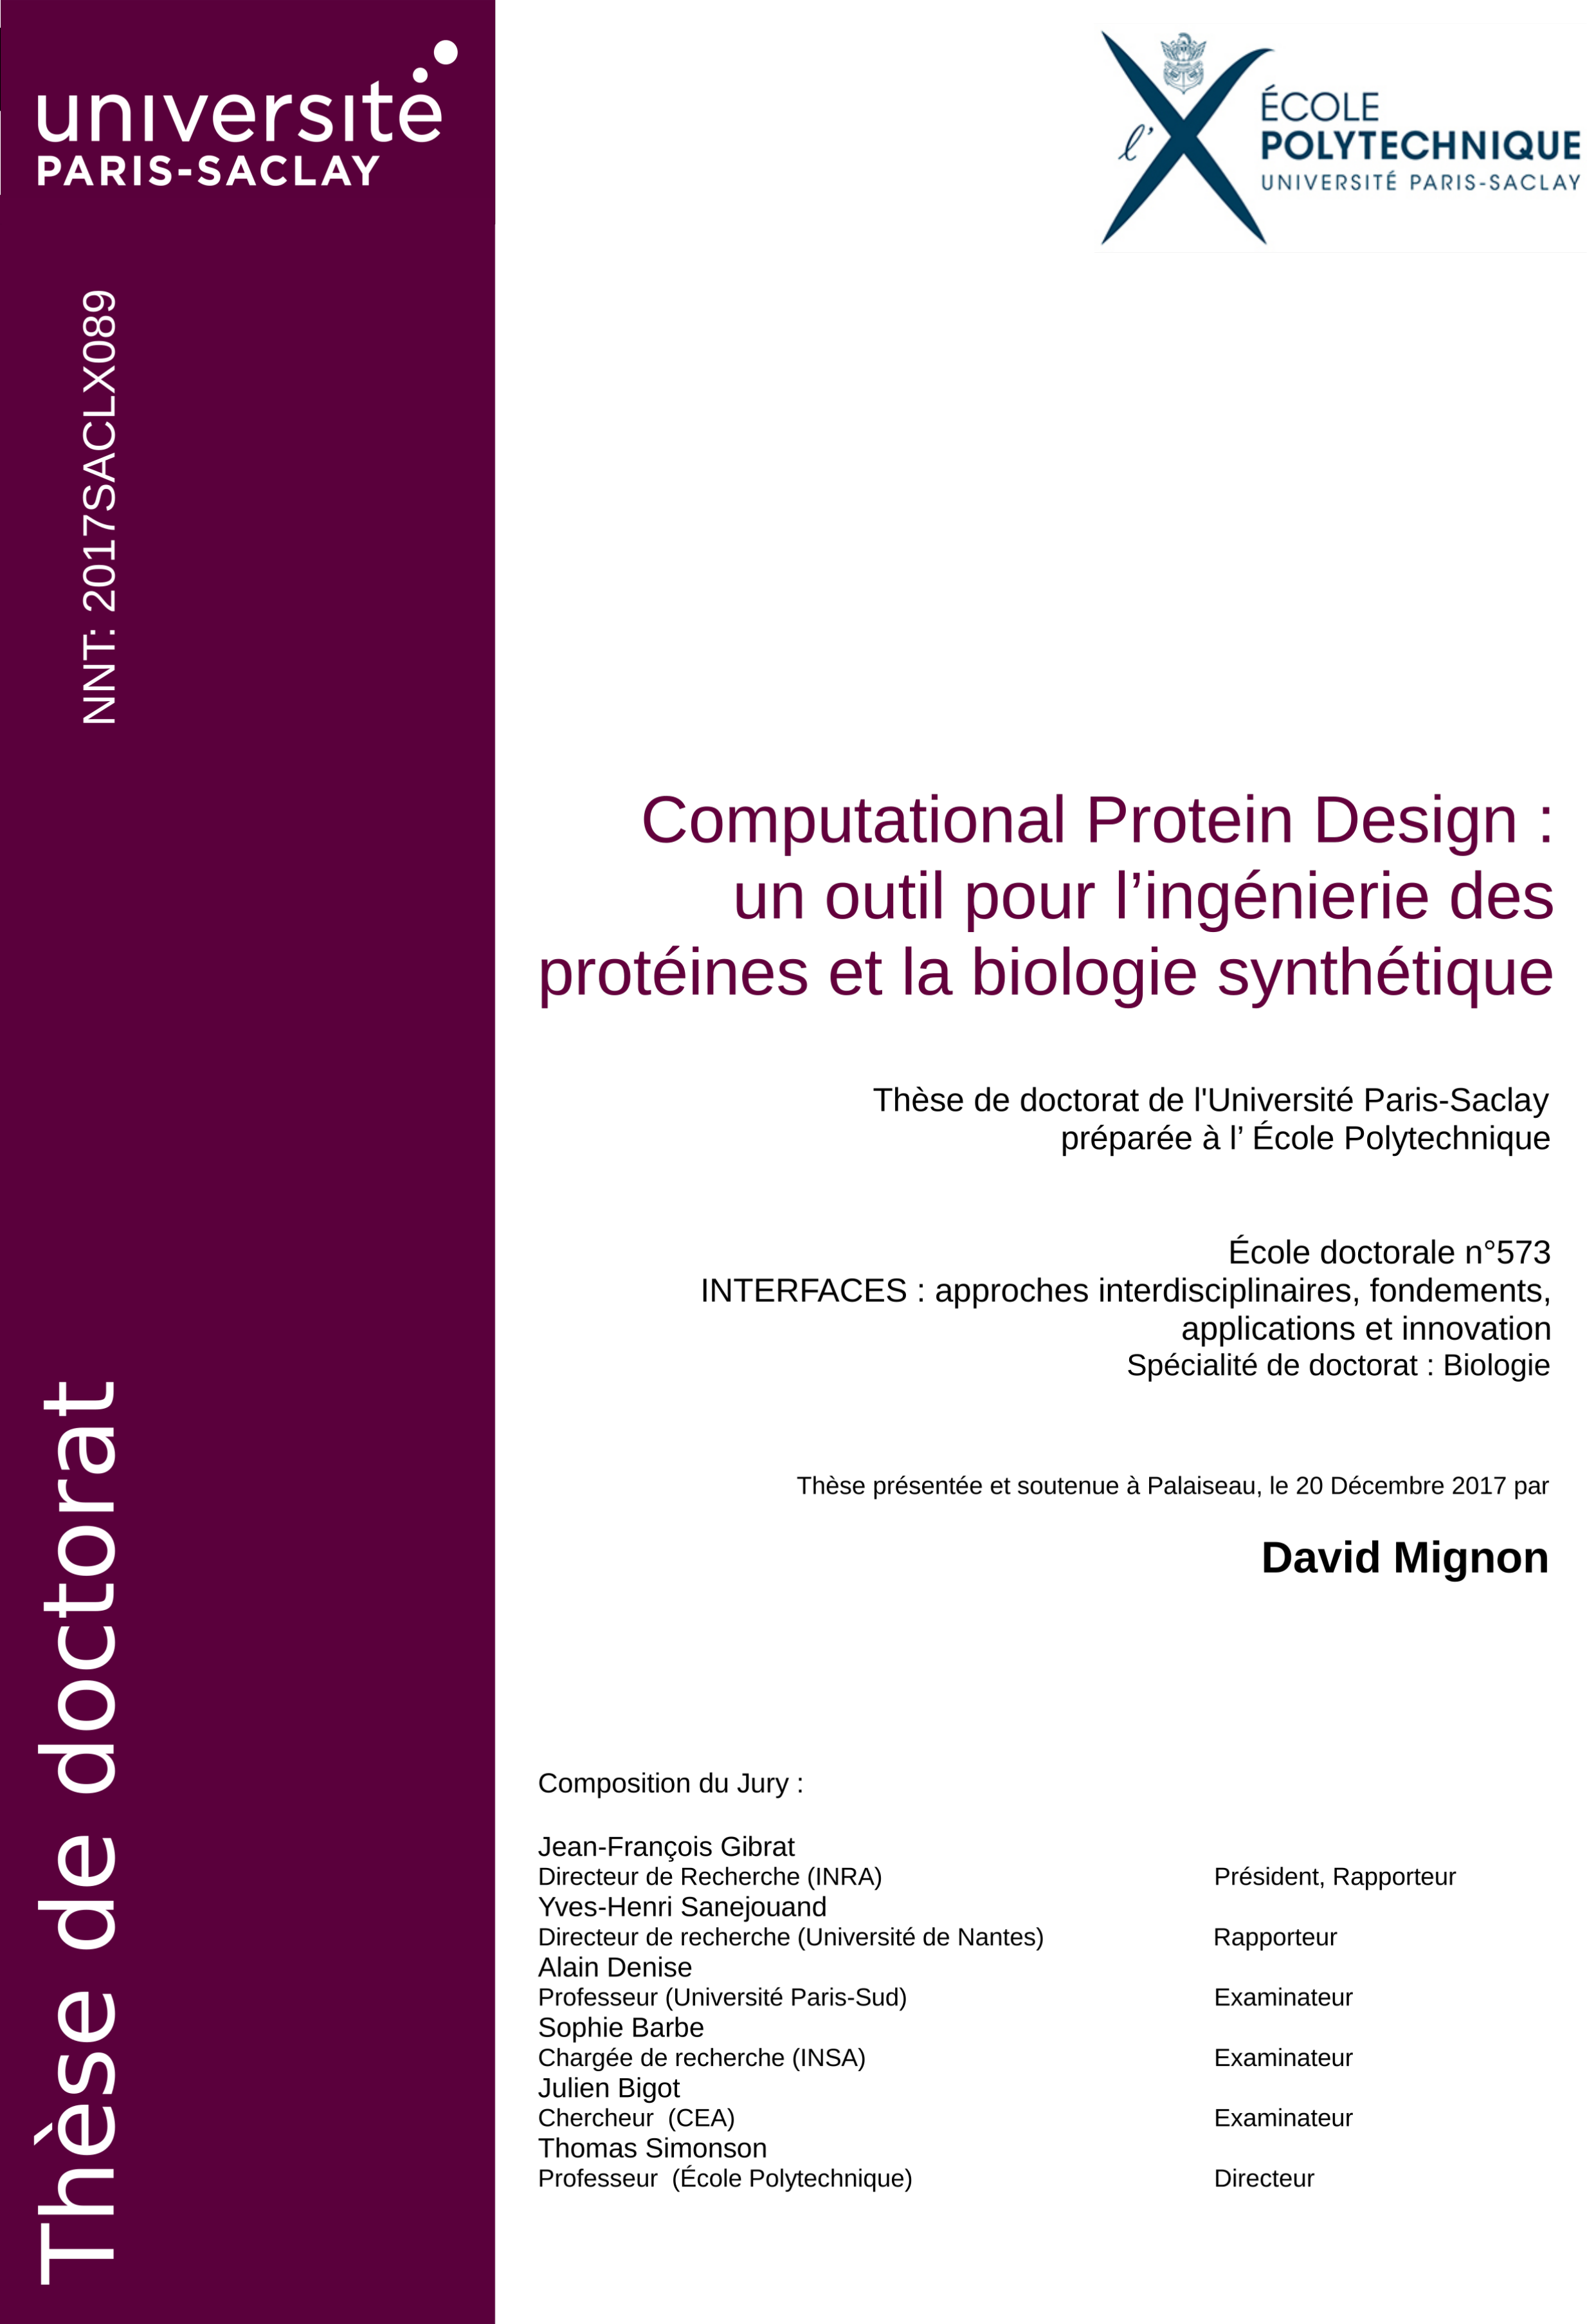 université
PARIS-SACLAY
l'X
ÉCOLE
POLYTECHNIQUE
UNIVERSITÉ PARIS-SACLAY
NNT: 2017SACLX089
Computational Protein Design :
un outil pour l’ingénierie des
protéines et la biologie synthétique
Thèse de doctorat de l'Université Paris-Saclay
préparée à l’ École Polytechnique
École doctorale n°573
INTERFACES : approches interdisciplinaires, fondements,
applications et innovation
Spécialité de doctorat : Biologie
Thèse présentée et soutenue à Palaiseau, le 20 Décembre 2017 par
David Mignon
Thèse de doctorat
Composition du Jury :
Jean-François Gibrat
Directeur de Recherche (INRA) Président, Rapporteur
Yves-Henri Sanejouand
Directeur de recherche (Université de Nantes) Rapporteur
Alain Denise
Professeur (Université Paris-Sud) Examinateur
Sophie Barbe
Chargée de recherche (INSA) Examinateur
Julien Bigot
Chercheur (CEA) Examinateur
Thomas Simonson
Professeur (École Polytechnique) Directeur